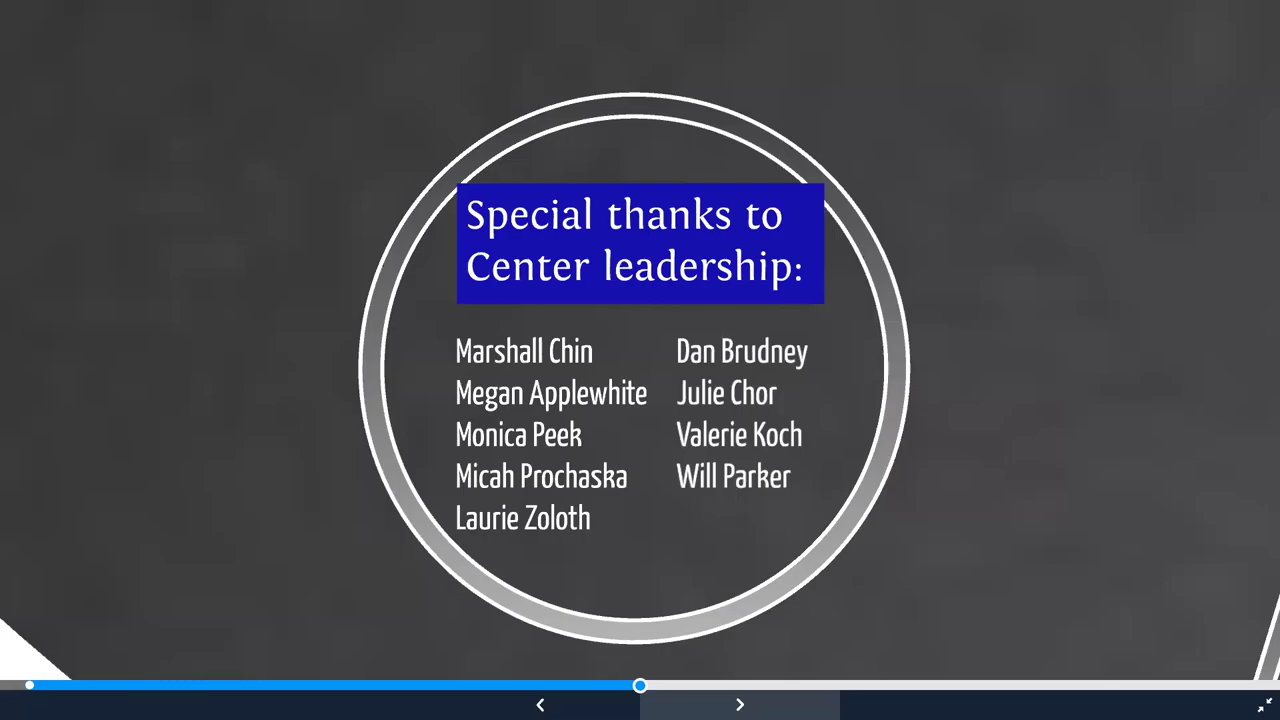 Special thanks to
Center leadership:
Marshall Chin
Megan Applewhite
Monica Peek
Micah Prochaska
Laurie Zoloth
Dan Brudney
Julie Chor
Valerie Koch
Will Parker